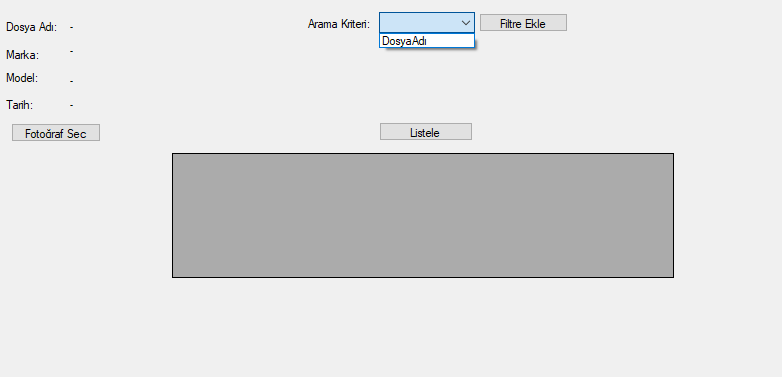 Dosya Adı: -
Marka: -
Model: -
Tarih: -
Fotoğraf Sec
Arama Kriteri:
Filtre Ekle
DosyaAdı
Listele